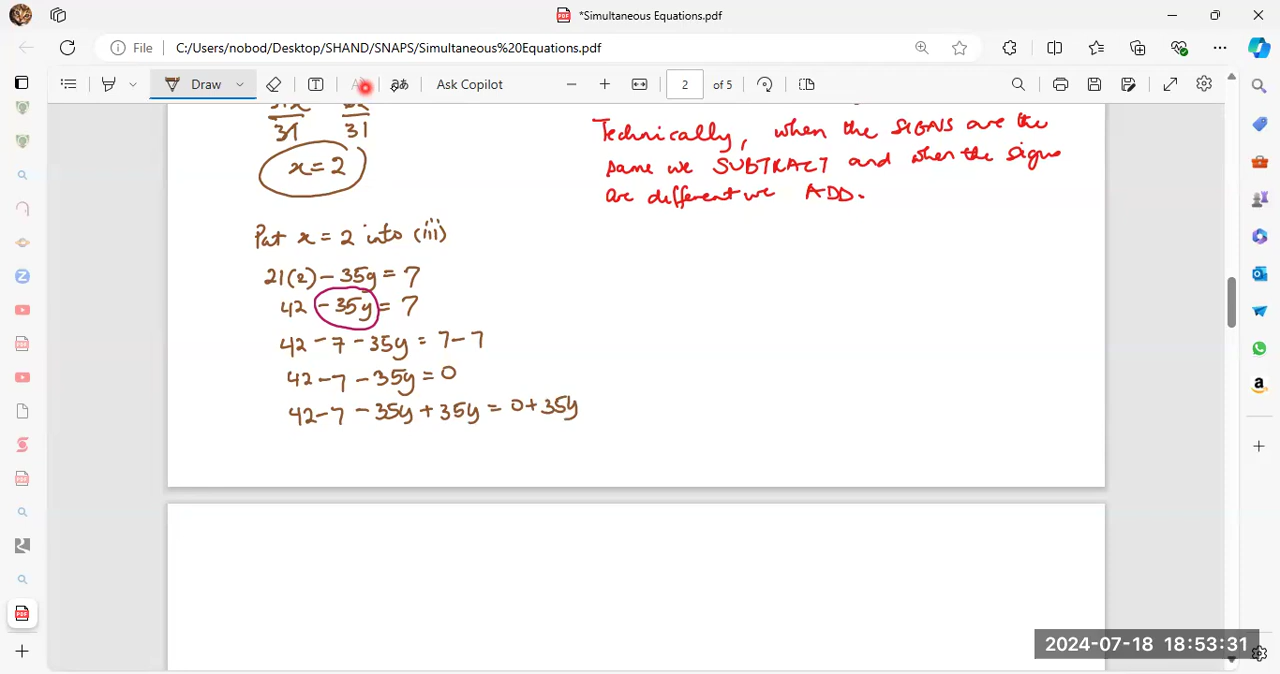 *Simultaneous Equations.pdf
File C:/Users/nobod/Desktop/SHAND/SNAPS/Simultaneous%20Equations.pdf
Draw Ask Copilot 2 of 5
31 31
x = 2
Technically, when the SIGNS are the
same we SUBTRACT and when the signs
are different we ADD.
Put x = 2 into (iii)
21(2) - 35y = 7
42 - 35y = 7
42 - 7 - 35y = 7 - 7
42 - 7 - 35y = 0
42 - 7 - 35y + 35y = 0 + 35y
2024-07-18 18:53:31